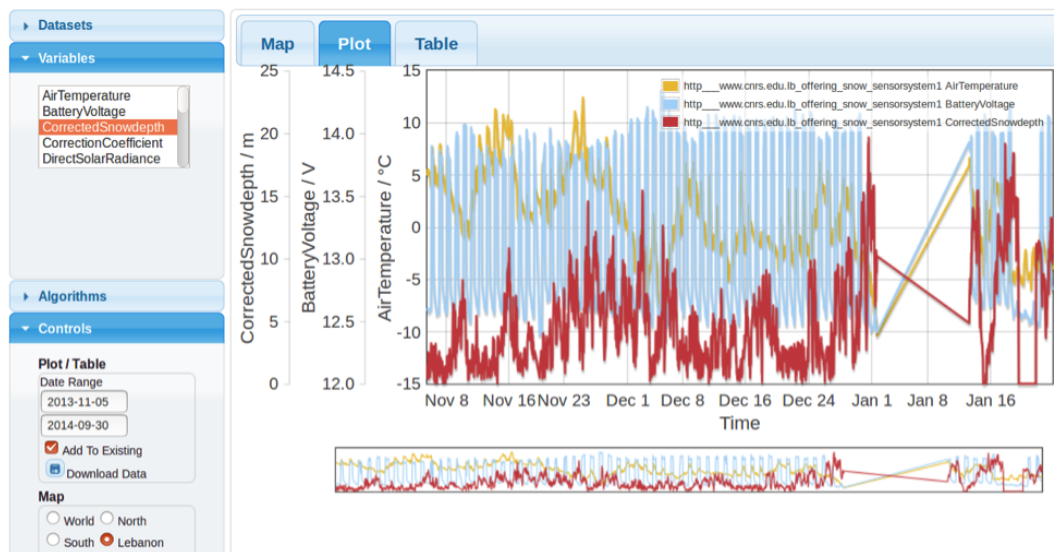 Datasets
Variables
AirTemperature
BatteryVoltage
CorrectedSnowdepth
CorrectionCoefficient
DirectSolarRadiance
Algorithms
Controls
Plot / Table
Date Range
2013-11-05
2014-09-30
Add To Existing
Download Data
Map
World North
South Lebanon
Map Plot Table
CorrectedSnowdepth / m
25
20
15
10
5
0
BatteryVoltage / V
14.5
14.0
13.5
13.0
12.5
12.0
AirTemperature / °C
15
10
5
0
-5
-10
-15
http___www.cnrs.edu.lb_offering_snow_sensorsystem1 AirTemperature
http___www.cnrs.edu.lb_offering_snow_sensorsystem1 BatteryVoltage
http___www.cnrs.edu.lb_offering_snow_sensorsystem1 CorrectedSnowdepth
Nov 8 Nov 16 Nov 23 Dec 1 Dec 8 Dec 16 Dec 24 Jan 1 Jan 8 Jan 16
Time